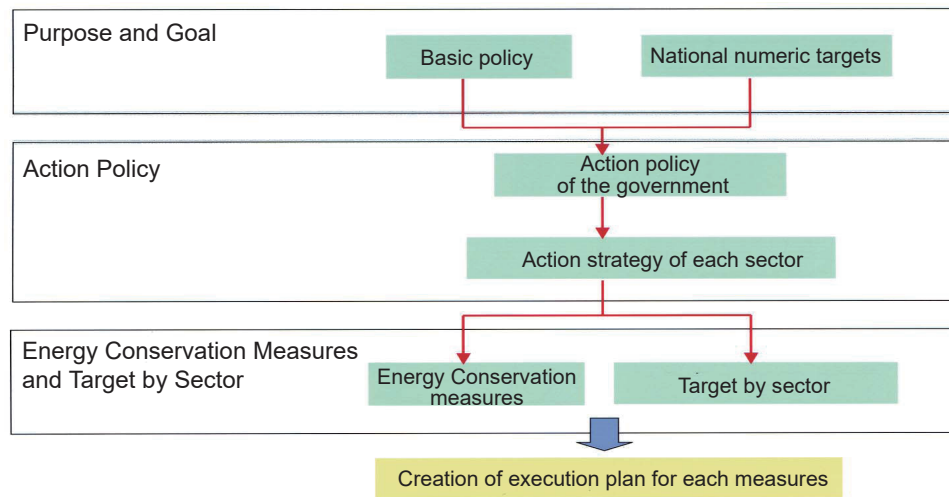 Purpose and Goal
Basic policy
National numeric targets
Action Policy
Action policy
of the government
Action strategy of each sector
Energy Conservation Measures
and Target by Sector
Energy Conservation
measures
Target by sector
Creation of execution plan for each measures